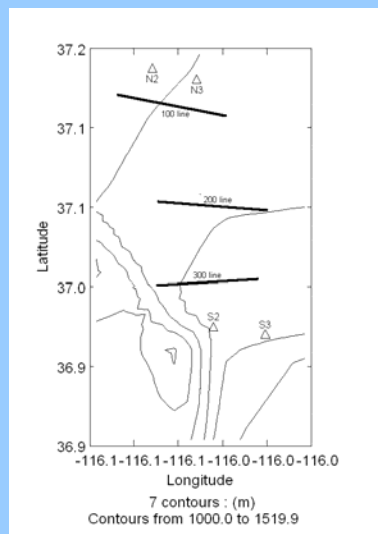 37.2
N2
N3
100 line
37.1
200 line
37.1
Latitude
300 line
37.0
S2
S3
36.9
36.9
-116.1 -116.1 -116.1 -116.0 -116.0 -116.0
Longitude
7 contours : (m)
Contours from 1000.0 to 1519.9